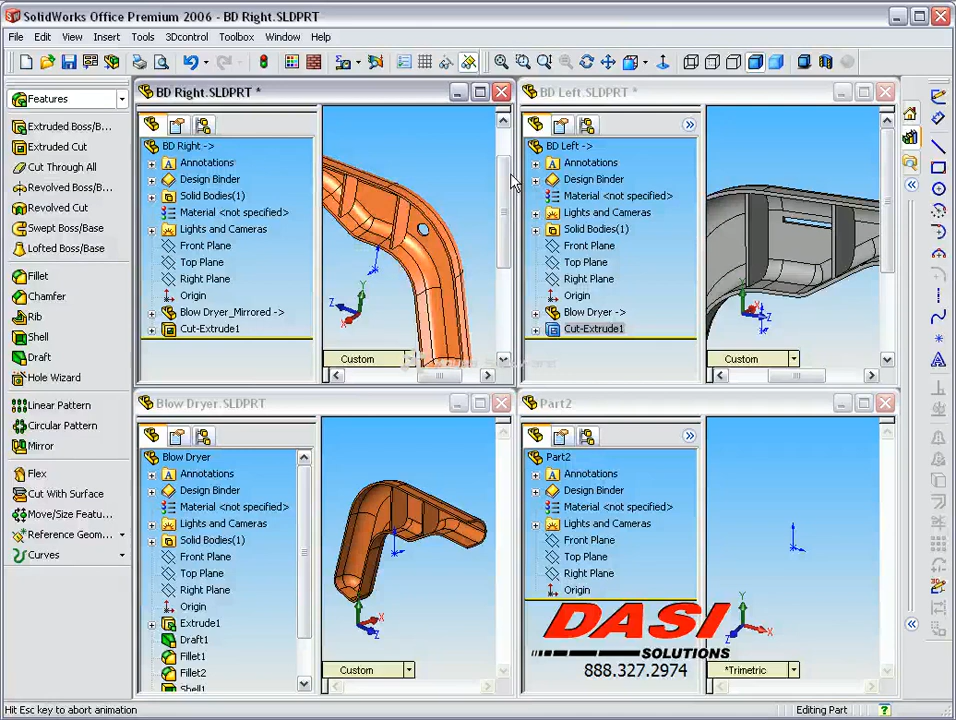 SolidWorks Office Premium 2006 - BD Right.SLDPRT *
File Edit View Insert Tools 3Dcontrol Toolbox Window Help
Features
Extruded Boss/B...
Extruded Cut
Cut Through All
Revolved Boss/B...
Revolved Cut
Swept Boss/Base
Lofted Boss/Base
Fillet
Chamfer
Rib
Shell
Draft
Hole Wizard
Linear Pattern
Circular Pattern
Mirror
Flex
Cut With Surface
Move/Size Featu...
Reference Geom...
Curves
BD Right.SLDPRT *
BD Right ->
Annotations
Design Binder
Solid Bodies(1)
Material <not specified>
Lights and Cameras
Front Plane
Top Plane
Right Plane
Origin
Blow Dryer_Mirrored ->
Cut-Extrude1
Z
Y
X
Custom
BD Left.SLDPRT *
BD Left ->
Annotations
Design Binder
Material <not specified>
Lights and Cameras
Solid Bodies(1)
Front Plane
Top Plane
Right Plane
Origin
Blow Dryer ->
Cut-Extrude1
Y
X
Z
Custom
Blow Dryer.SLDPRT
Blow Dryer
Annotations
Design Binder
Material <not specified>
Lights and Cameras
Solid Bodies(1)
Front Plane
Top Plane
Right Plane
Origin
Extrude1
Draft1
Fillet1
Fillet2
Shell1
Y
X
Z
Custom
Part2
Part2
Annotations
Design Binder
Material <not specified>
Lights and Cameras
Front Plane
Top Plane
Right Plane
Origin
Y
X
Z
*Trimetric
DASI
SOLUTIONS
888.327.2974
Hit Esc key to abort animation
Editing Part